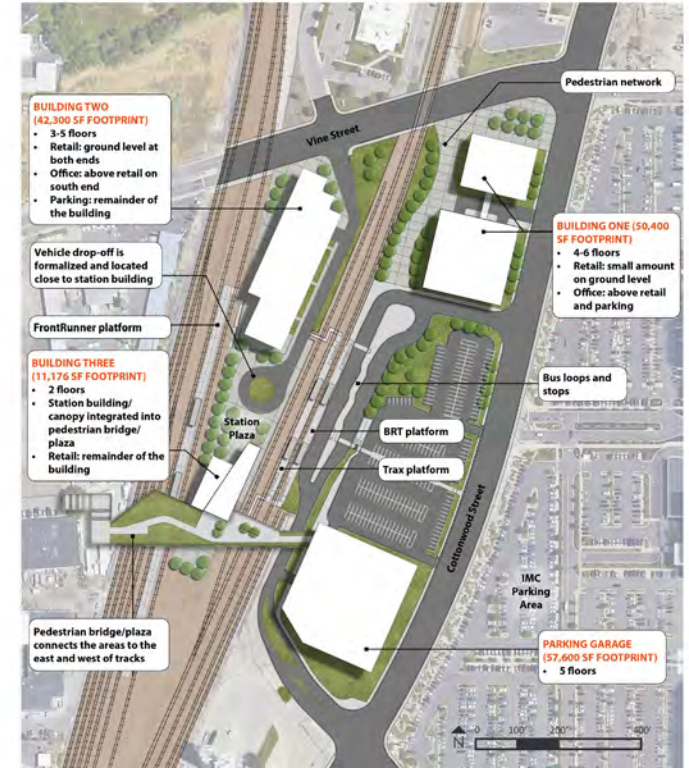 Pedestrian network
Vine Street
BUILDING TWO
(42,300 SF FOOTPRINT)
• 3-5 floors
• Retail: ground level at
both ends
• Office: above retail on
south end
• Parking: remainder of
the building
BUILDING ONE (50,400
SF FOOTPRINT)
• 4-6 floors
• Retail: small amount
on ground level
• Office: above retail
and parking
Vehicle drop-off is
formalized and located
close to station building
FrontRunner platform
BUILDING THREE
(11,176 SF FOOTPRINT)
• 2 floors
• Station building/
canopy integrated into
pedestrian bridge/
plaza
• Retail: remainder of the
building
Bus loops and
stops
Station
Plaza
BRT platform
Trax platform
Cottonwood Street
IMC
Parking
Area
Pedestrian bridge/plaza
connects the areas to the
east and west of tracks
PARKING GARAGE
(57,600 SF FOOTPRINT)
• 5 floors
N
0 100' 200' 400'